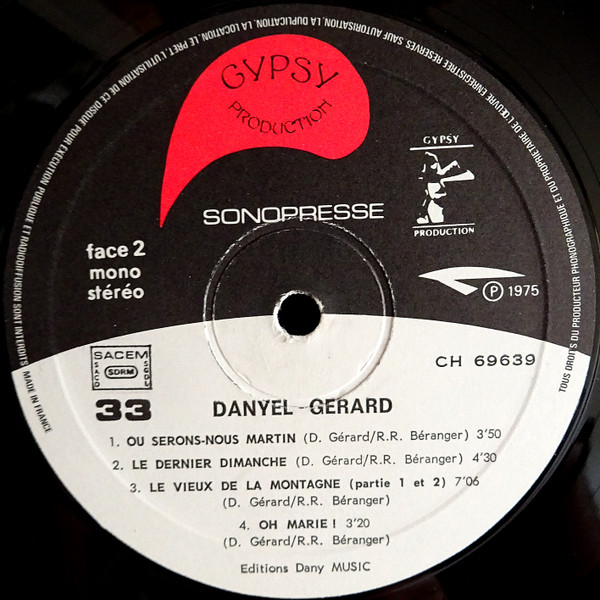 TOUS DROITS DU PRODUCTEUR PHONOGRAPHIQUE ET DU PROPRIETAIRE DE L'ŒUVRE ENREGISTREE RESERVES SAUF AUTORISATION, LA DUPLICATION, LA LOCATION, LE PRET, L'UTILISATION DE CE DISQUE POUR EXECUTION PUBLIQUE ET RADIODIFFUSION SONT INTERDITS MADE IN FRANCE
GYPSY
PRODUCTION
GYPSY
PRODUCTION
SONOPRESSE
face 2
mono
stéréo
℗ 1975
SACEM
SACD
SDRM
SGDL
CH 69639
33
DANYEL - GERARD
1. OU SERONS-NOUS MARTIN (D. Gérard/R.R. Béranger) 3'50
2. LE DERNIER DIMANCHE (D. Gérard/R.R. Béranger) 4'30
3. LE VIEUX DE LA MONTAGNE (partie 1 et 2) 7'06
(D. Gérard/R.R. Béranger)
4. OH MARIE ! 3'20
(D. Gérard/R.R. Béranger)
Editions Dany MUSIC